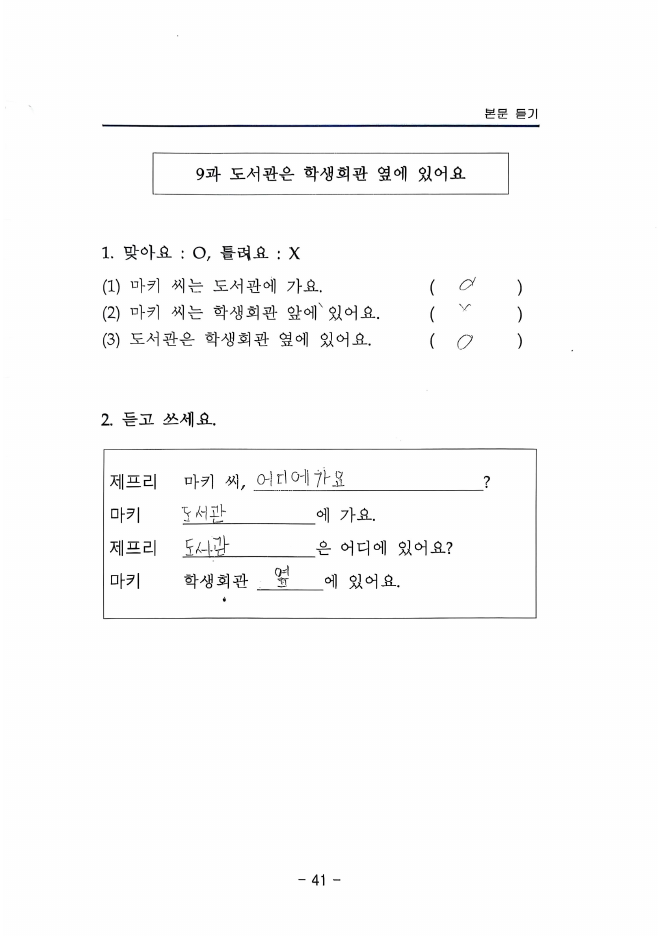 본문 듣기
9과 도서관은 학생회관 옆에 있어요
1. 맞아요 : O, 틀려요 : X
(1) 마키 씨는 도서관에 가요. ( O )
(2) 마키 씨는 학생회관 앞에 있어요. ( )
(3) 도서관은 학생회관 옆에 있어요. ( O )
2. 듣고 쓰세요.
제프리 마키 씨, 어디에 가요 ?
마키 도서관 에 가요.
제프리 도서관 은 어디에 있어요?
마키 학생회관 옆 에 있어요.
- 41 -